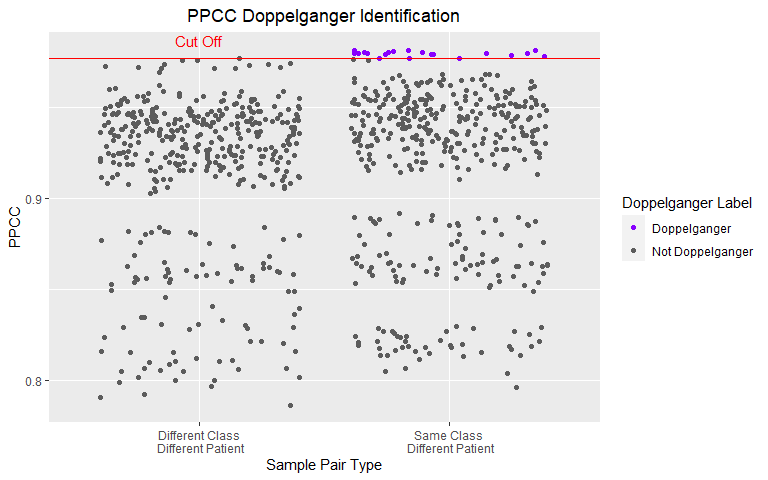 PPCC Doppelganger Identification
Cut Off
PPCC
0.9
0.8
Different Class
Different Patient
Same Class
Different Patient
Sample Pair Type
Doppelganger Label
Doppelganger
Not Doppelganger